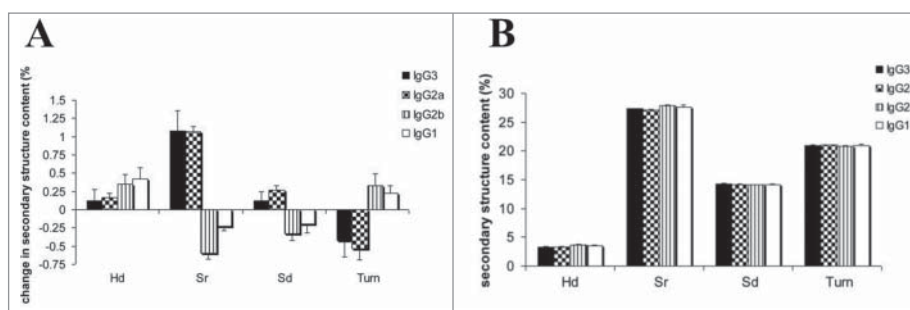 A
change in secondary structure content (%
1.5
1.25
1
0.75
0.5
0.25
0
-0.25
-0.5
-0.75
Hd Sr Sd Turn
IgG3
IgG2a
IgG2b
IgG1
B
secondary structure content (%)
30
25
20
15
10
5
0
Hd Sr Sd Turn
IgG3
IgG2
IgG2
IgG1